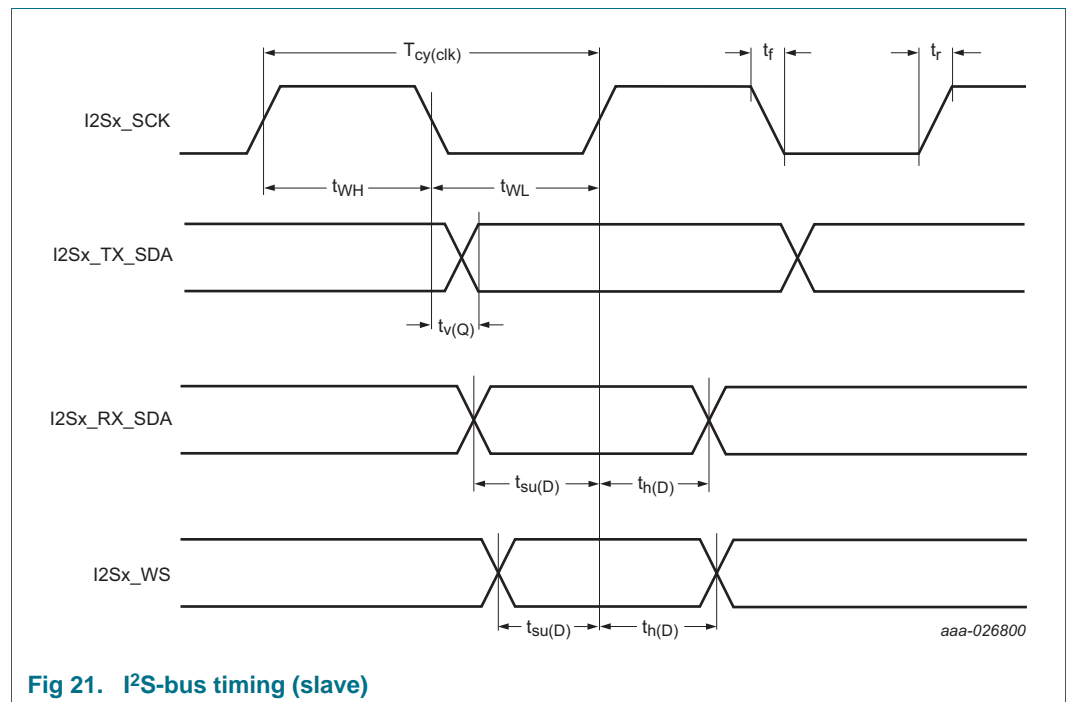 Tcy(clk) tf tr
I2Sx_SCK
tWH tWL
I2Sx_TX_SDA
tv(Q)
I2Sx_RX_SDA
tsu(D) th(D)
I2Sx_WS
tsu(D) th(D)
aaa-026800
Fig 21. I2S-bus timing (slave)